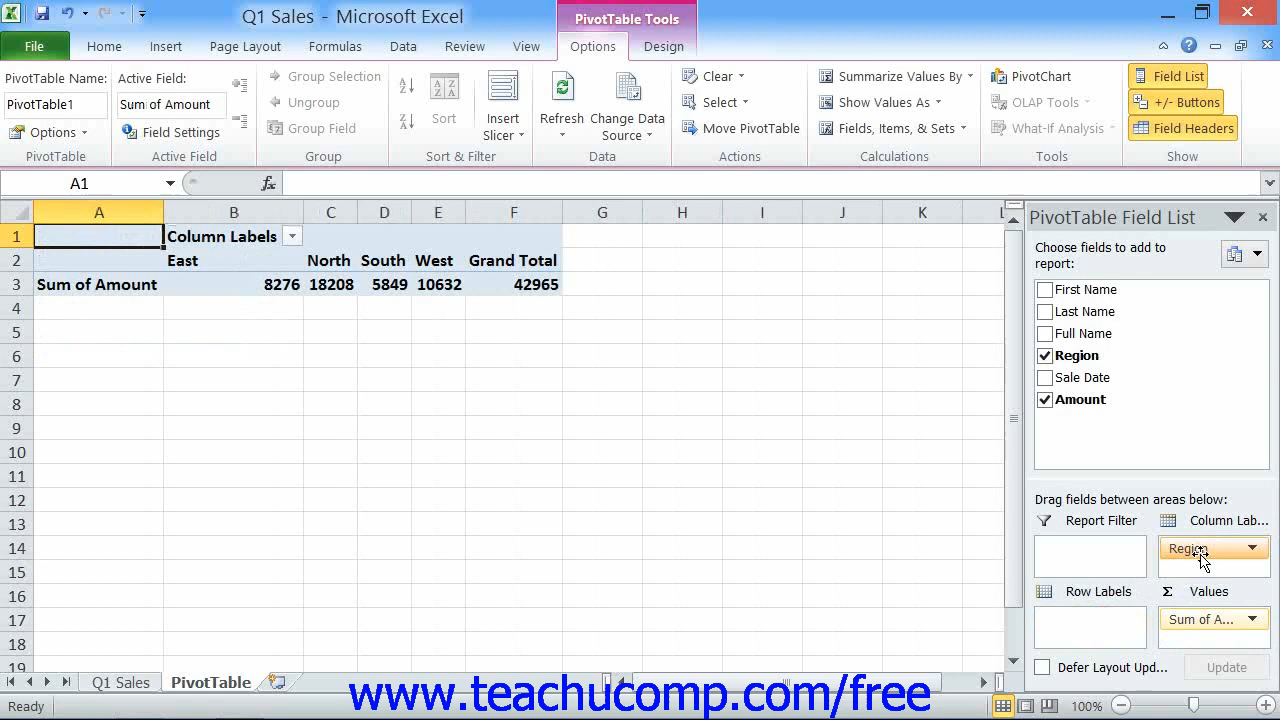 Q1 Sales - Microsoft Excel
PivotTable Tools
File Home Insert Page Layout Formulas Data Review View Options Design
PivotTable Name:
PivotTable1
Options
PivotTable
Active Field:
Sum of Amount
Field Settings
Active Field
Group Selection
Ungroup
Group Field
Group
Sort
Insert Slicer
Sort & Filter
Refresh
Change Data Source
Data
Clear
Select
Move PivotTable
Actions
Summarize Values By
Show Values As
Fields, Items, & Sets
Calculations
PivotChart
OLAP Tools
What-If Analysis
Tools
Field List
+/- Buttons
Field Headers
Show
A1
fx
A B C D E F G H I J K L
1 Column Labels
2 East North South West Grand Total
3 Sum of Amount 8276 18208 5849 10632 42965
4
5
6
7
8
9
10
11
12
13
14
15
16
17
18
19
PivotTable Field List
Choose fields to add to
report:
First Name
Last Name
Full Name
Region
Sale Date
Amount
Drag fields between areas below:
Report Filter
Column Lab...
Region
Row Labels
Σ Values
Sum of A...
Defer Layout Upd...
Update
Q1 Sales PivotTable
www.teachucomp.com/free
Ready
100%